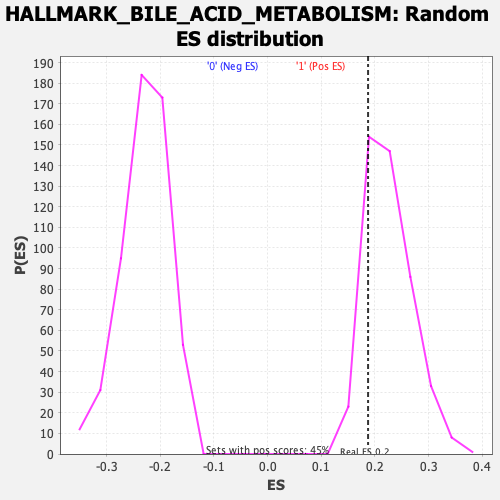 HALLMARK_BILE_ACID_METABOLISM: Random
ES distribution
'0' (Neg ES) '1' (Pos ES)
190
180
170
160
150
140
130
120
110
100
90
80
70
60
50
40
30
20
10
0
P(ES)
Sets with pos scores: 45%
Real ES 0.2
-0.3 -0.2 -0.1 0.0 0.1 0.2 0.3 0.4
ES